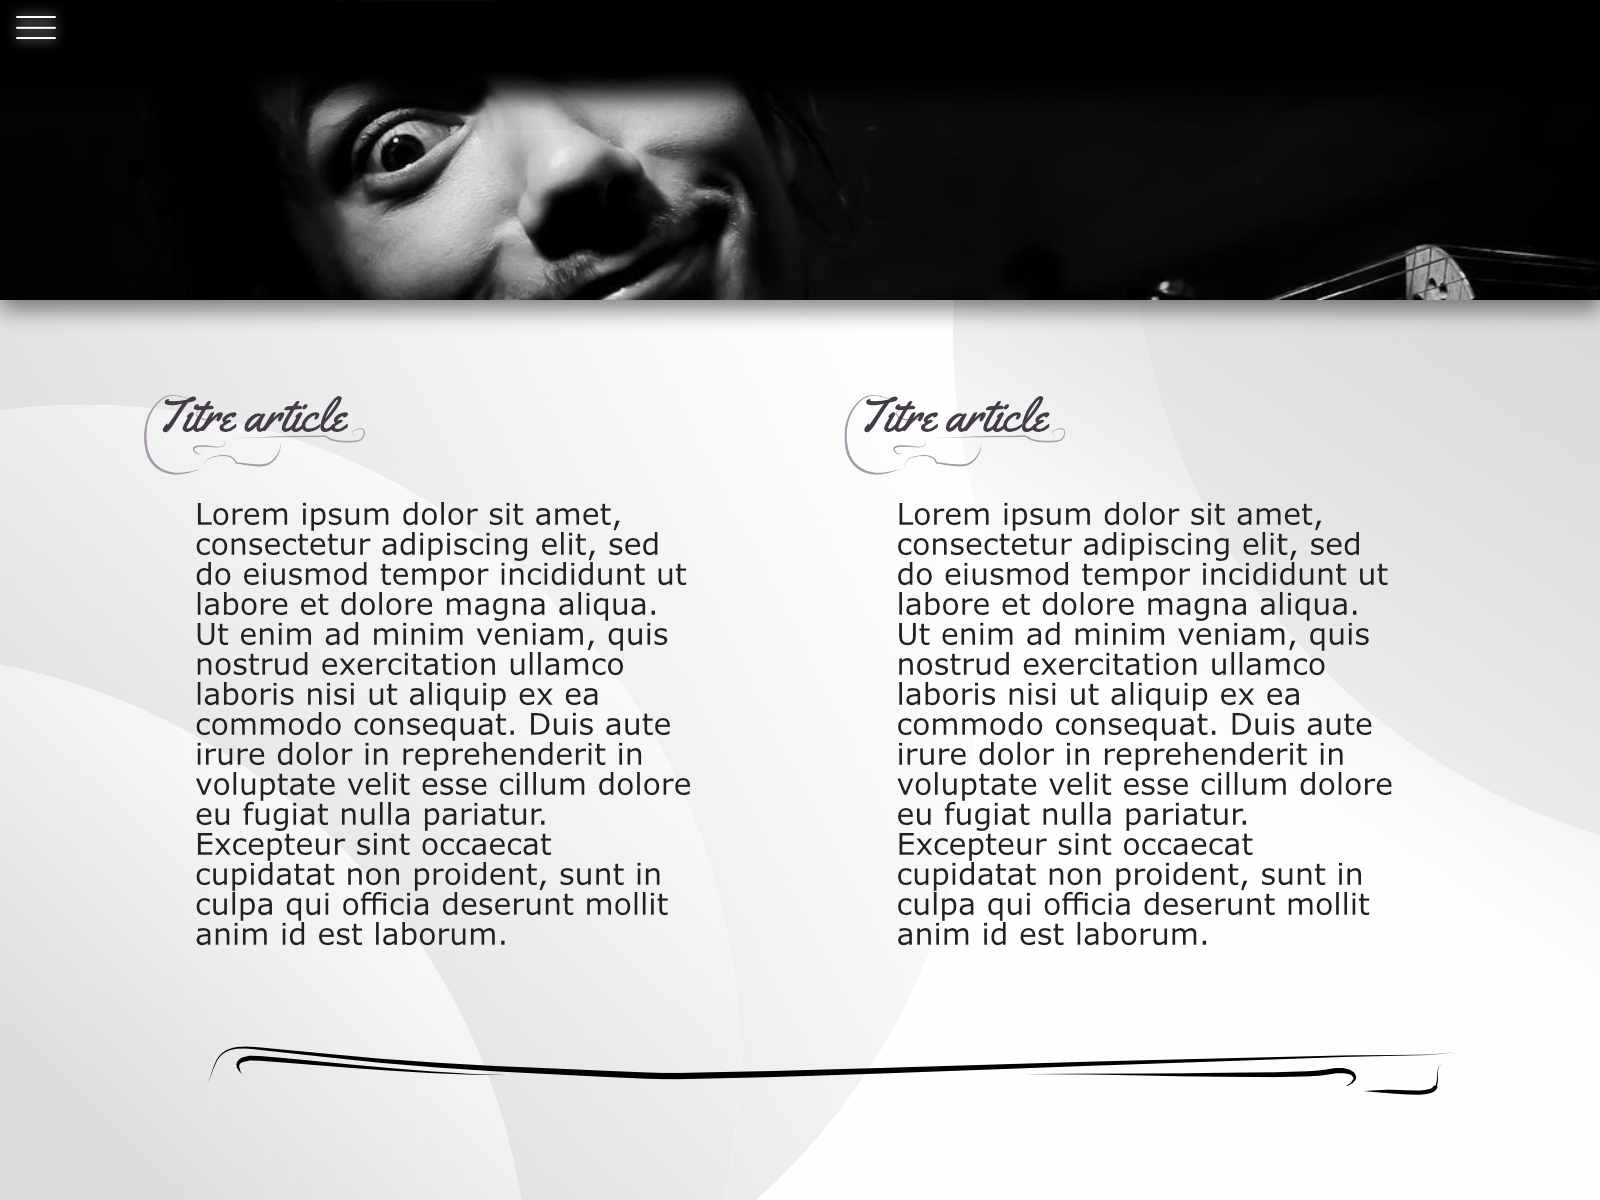 Titre article
Lorem ipsum dolor sit amet,
consectetur adipiscing elit, sed
do eiusmod tempor incididunt ut
labore et dolore magna aliqua.
Ut enim ad minim veniam, quis
nostrud exercitation ullamco
laboris nisi ut aliquip ex ea
commodo consequat. Duis aute
irure dolor in reprehenderit in
voluptate velit esse cillum dolore
eu fugiat nulla pariatur.
Excepteur sint occaecat
cupidatat non proident, sunt in
culpa qui officia deserunt mollit
anim id est laborum.
Titre article
Lorem ipsum dolor sit amet,
consectetur adipiscing elit, sed
do eiusmod tempor incididunt ut
labore et dolore magna aliqua.
Ut enim ad minim veniam, quis
nostrud exercitation ullamco
laboris nisi ut aliquip ex ea
commodo consequat. Duis aute
irure dolor in reprehenderit in
voluptate velit esse cillum dolore
eu fugiat nulla pariatur.
Excepteur sint occaecat
cupidatat non proident, sunt in
culpa qui officia deserunt mollit
anim id est laborum.